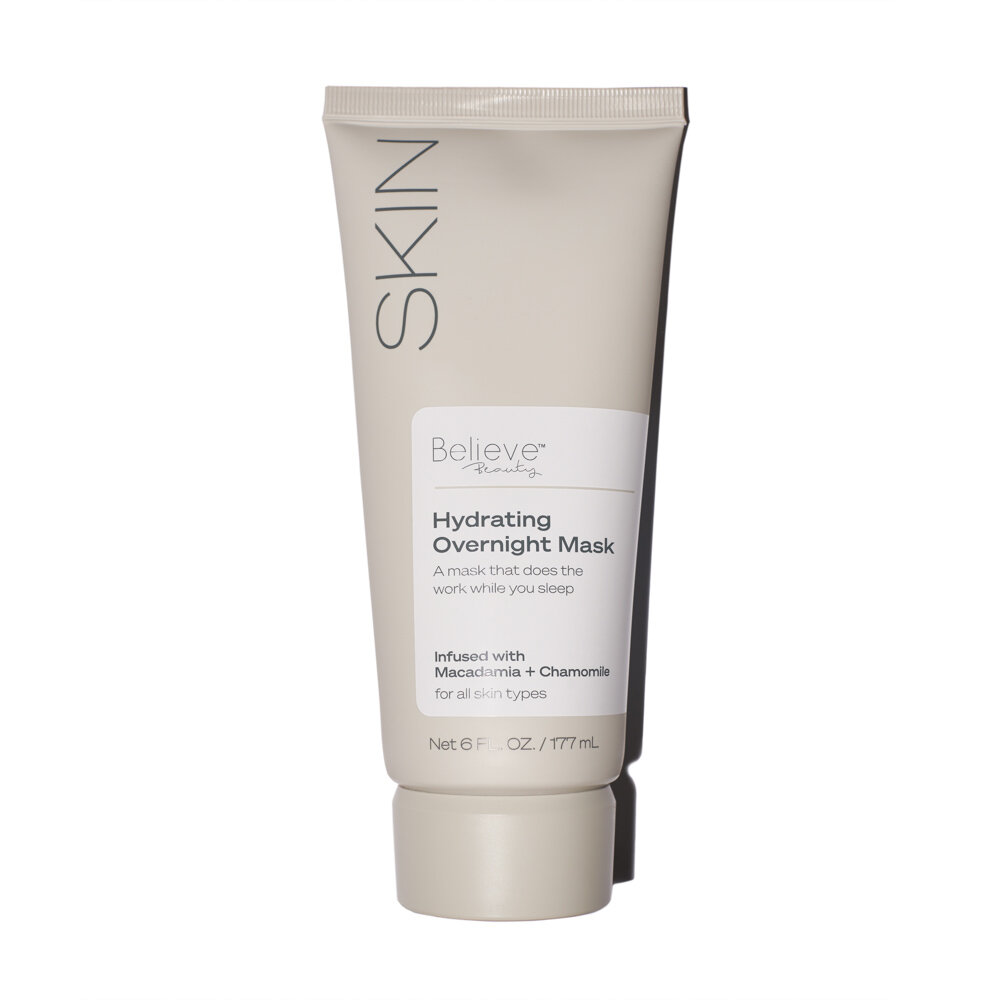 SKIN
Believe™
Beauty
Hydrating
Overnight Mask
A mask that does the
work while you sleep
Infused with
Macadamia + Chamomile
for all skin types
Net 6 FL. OZ. / 177 mL